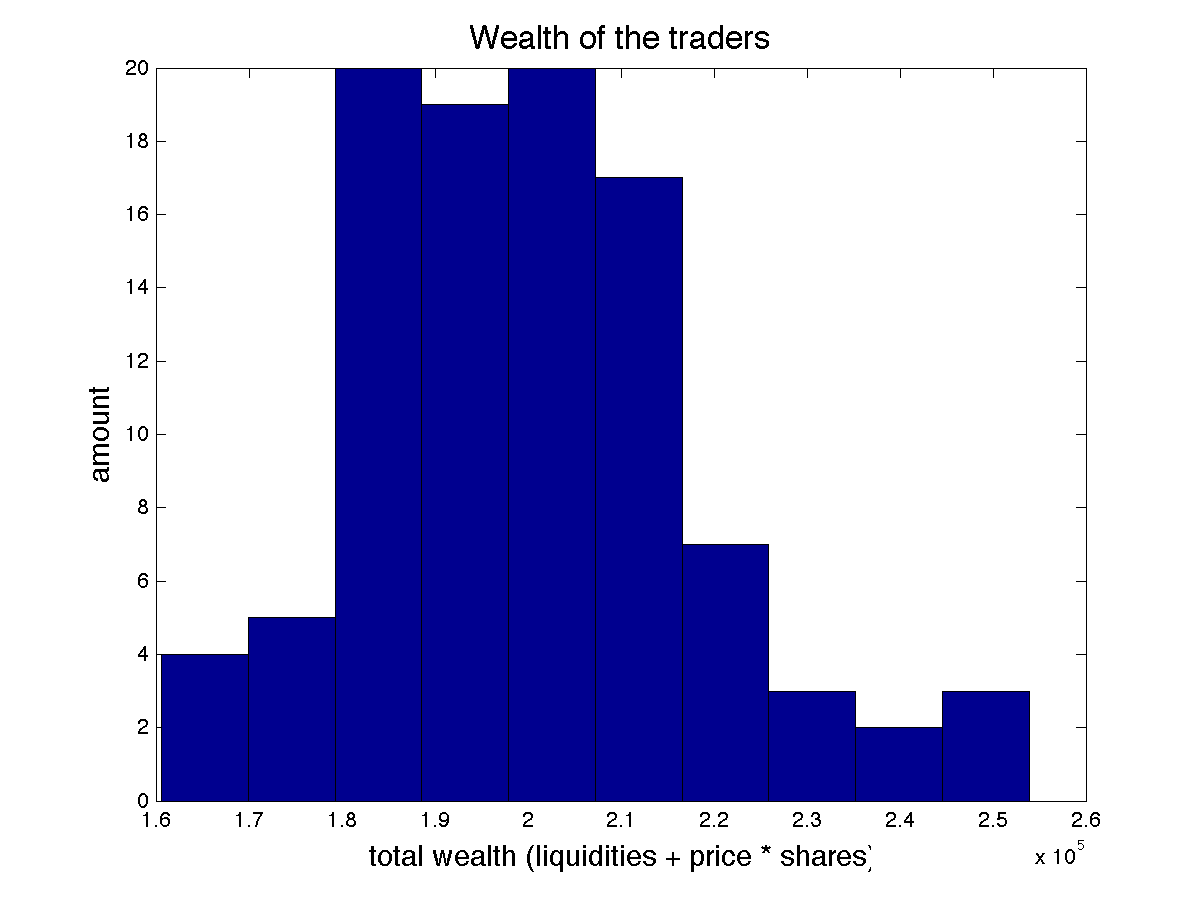 Wealth of the traders
20
18
16
14
12
10
8
6
4
2
0
amount
1.6 1.7 1.8 1.9 2 2.1 2.2 2.3 2.4 2.5 2.6
total wealth (liquidities + price * shares)
x 10^5